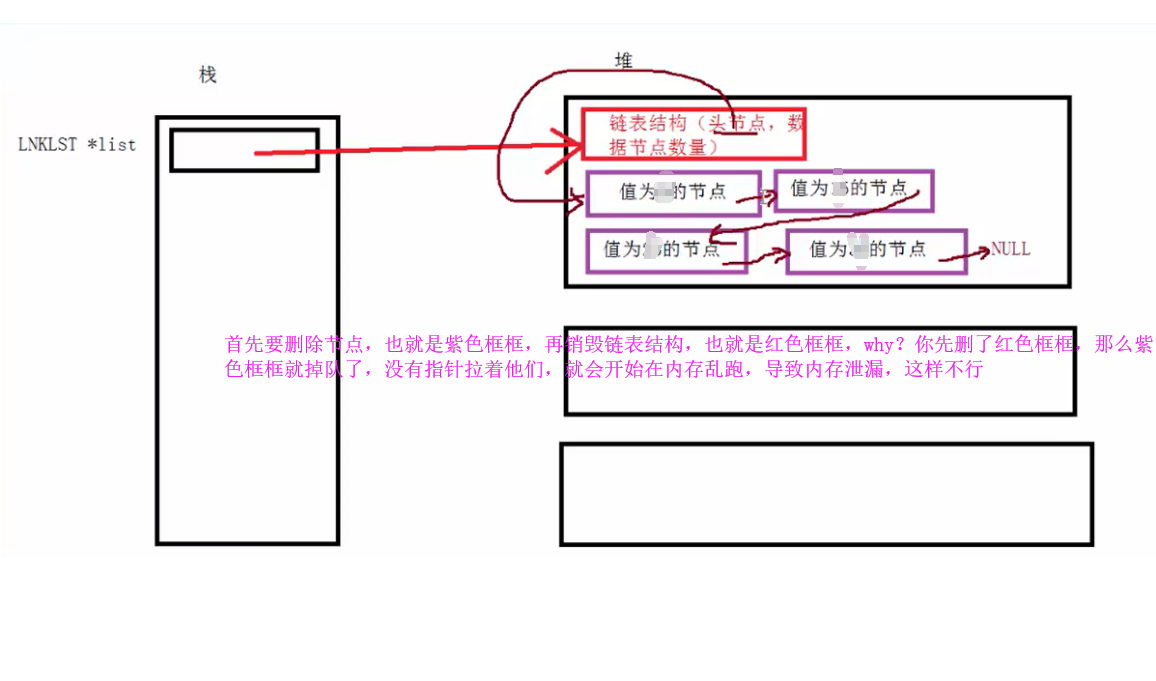 堆
栈
LNKLST *list
链表结构（头节点，数
据节点数量）
值为 的节点
值为 的节点
值为 的节点
值为 的节点
NULL
首先要删除节点，也就是紫色框框，再销毁链表结构，也就是红色框框，why？你先删了红色框框，那么紫
色框框就掉队了，没有指针拉着他们，就会开始在内存乱跑，导致内存泄漏，这样不行